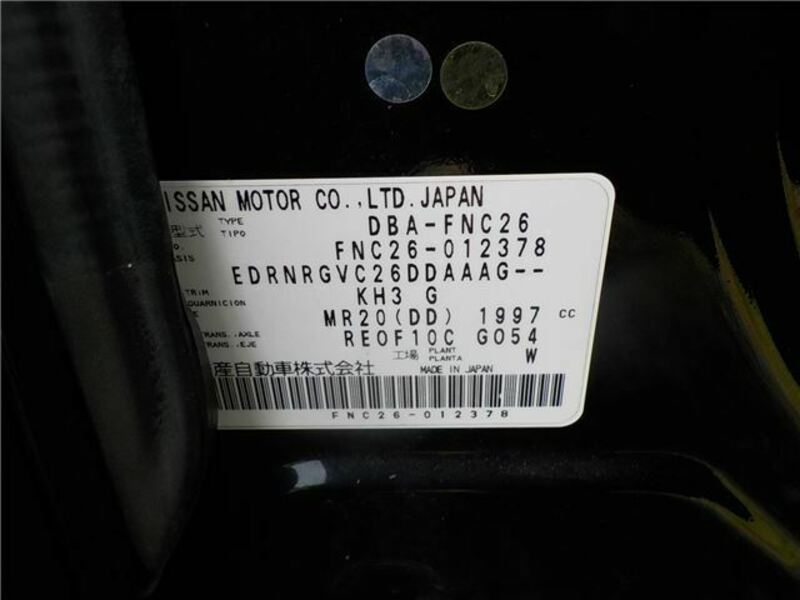 ISSAN MOTOR CO.,LTD.JAPAN
型式 TYPE TIPO DBA-FNC26
O. ASIS FNC26-012378
EDRNRGVC26DDAAAG--
TRIM GUARNICION KH3 G
E MR20(DD) 1997 CC
TRANS. AXLE TRANS. EJE RE0F10C G054
工場 PLANT PLANTA W
産自動車株式会社 MADE IN JAPAN
FNC26-012378